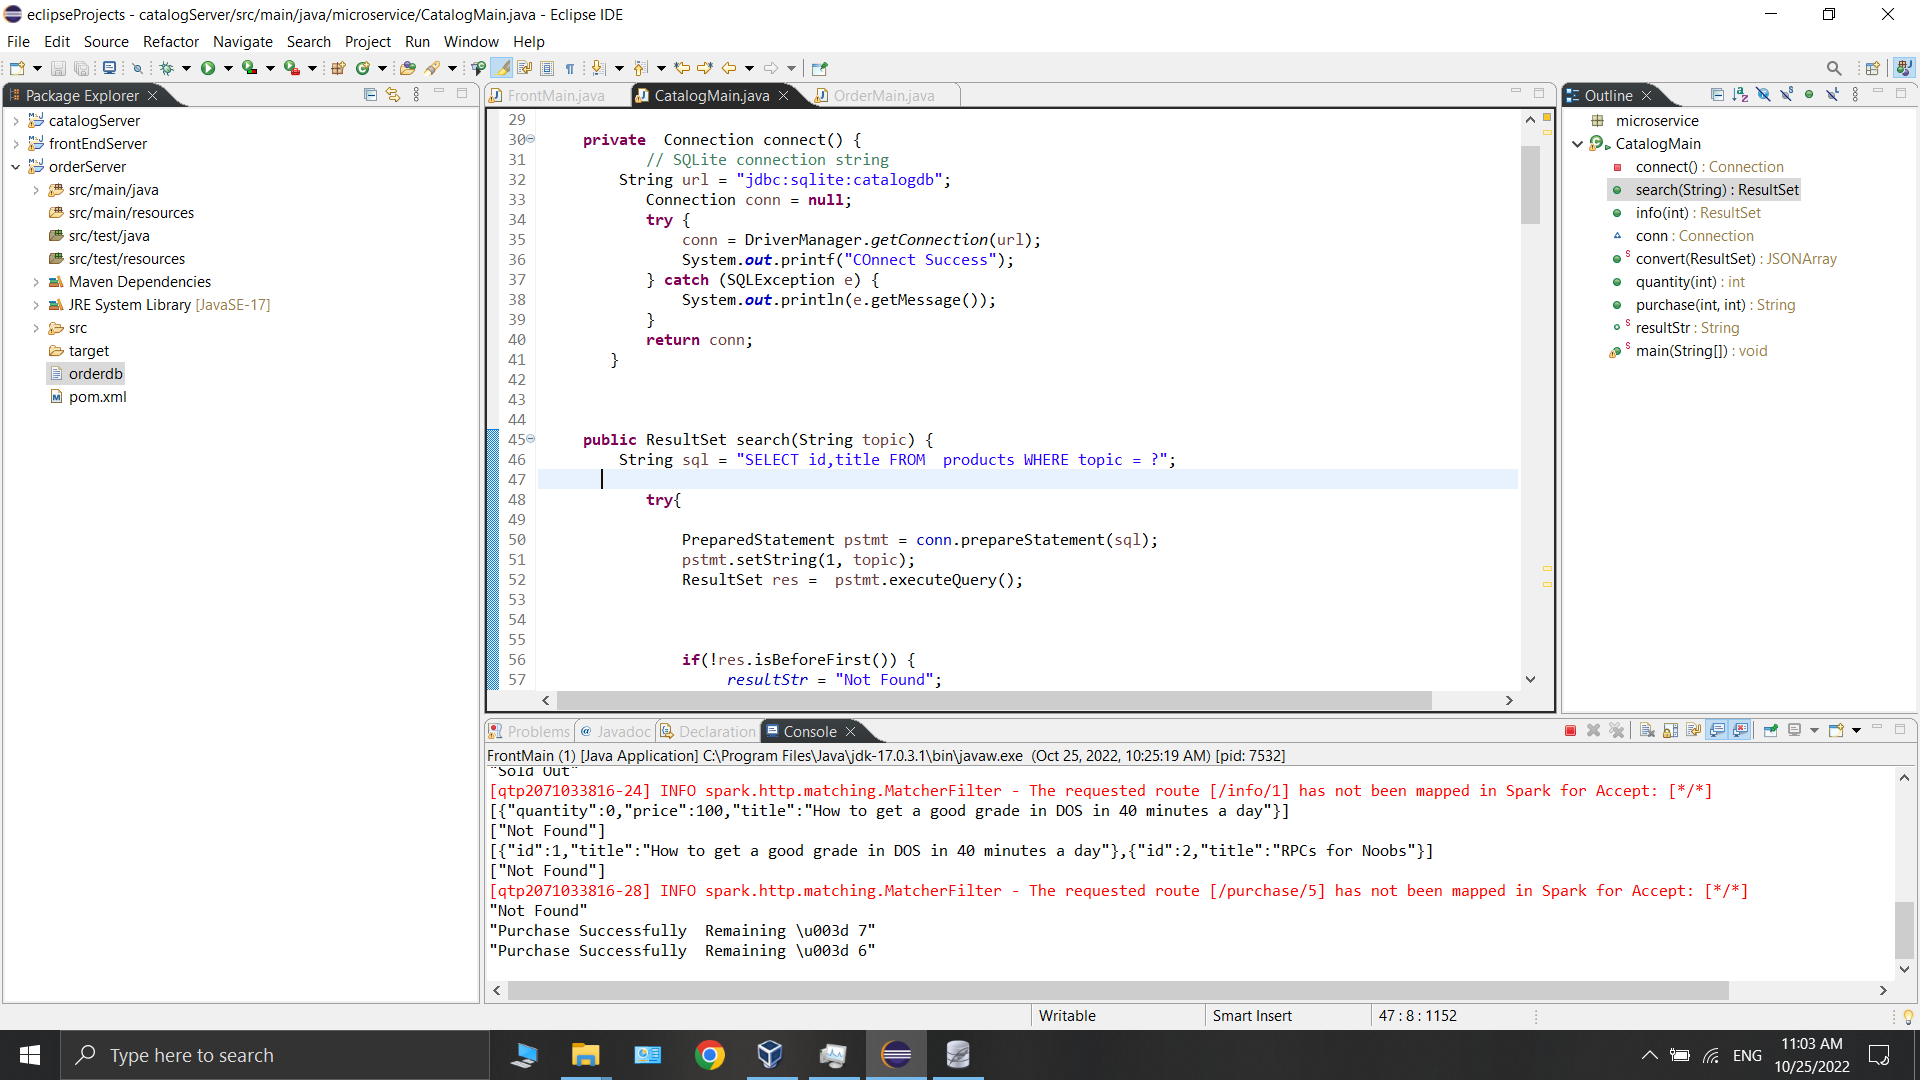 eclipseProjects - catalogServer/src/main/java/microservice/CatalogMain.java - Eclipse IDE
File Edit Source Refactor Navigate Search Project Run Window Help
Package Explorer
catalogServer
frontEndServer
orderServer
src/main/java
src/main/resources
src/test/java
src/test/resources
Maven Dependencies
JRE System Library [JavaSE-17]
src
target
orderdb
pom.xml
FrontMain.java CatalogMain.java OrderMain.java
29
30 private  Connection connect() {
31 // SQLite connection string
32 String url = "jdbc:sqlite:catalogdb";
33 Connection conn = null;
34 try {
35 conn = DriverManager.getConnection(url);
36 System.out.printf("COnnect Success");
37 } catch (SQLException e) {
38 System.out.println(e.getMessage());
39 }
40 return conn;
41 }
42
43
44
45 public ResultSet search(String topic) {
46 String sql = "SELECT id,title FROM  products WHERE topic = ?";
47
48 try{
49
50 PreparedStatement pstmt = conn.prepareStatement(sql);
51 pstmt.setString(1, topic);
52 ResultSet res =  pstmt.executeQuery();
53
54
55
56 if(!res.isBeforeFirst()) {
57 resultStr = "Not Found";
Outline
microservice
CatalogMain
connect() : Connection
search(String) : ResultSet
info(int) : ResultSet
conn : Connection
convert(ResultSet) : JSONArray
quantity(int) : int
purchase(int, int) : String
resultStr : String
main(String[]) : void
Problems @ Javadoc Declaration Console
FrontMain (1) [Java Application] C:\Program Files\Java\jdk-17.0.3.1\bin\javaw.exe (Oct 25, 2022, 10:25:19 AM) [pid: 7532]
"Sold Out"
[qtp2071033816-24] INFO spark.http.matching.MatcherFilter - The requested route [/info/1] has not been mapped in Spark for Accept: [*/*]
[{"quantity":0,"price":100,"title":"How to get a good grade in DOS in 40 minutes a day"}]
["Not Found"]
[{"id":1,"title":"How to get a good grade in DOS in 40 minutes a day"},{"id":2,"title":"RPCs for Noobs"}]
["Not Found"]
[qtp2071033816-28] INFO spark.http.matching.MatcherFilter - The requested route [/purchase/5] has not been mapped in Spark for Accept: [*/*]
"Not Found"
"Purchase Successfully  Remaining \u003d 7"
"Purchase Successfully  Remaining \u003d 6"
Writable Smart Insert 47 : 8 : 1152
Type here to search
ENG
11:03 AM
10/25/2022